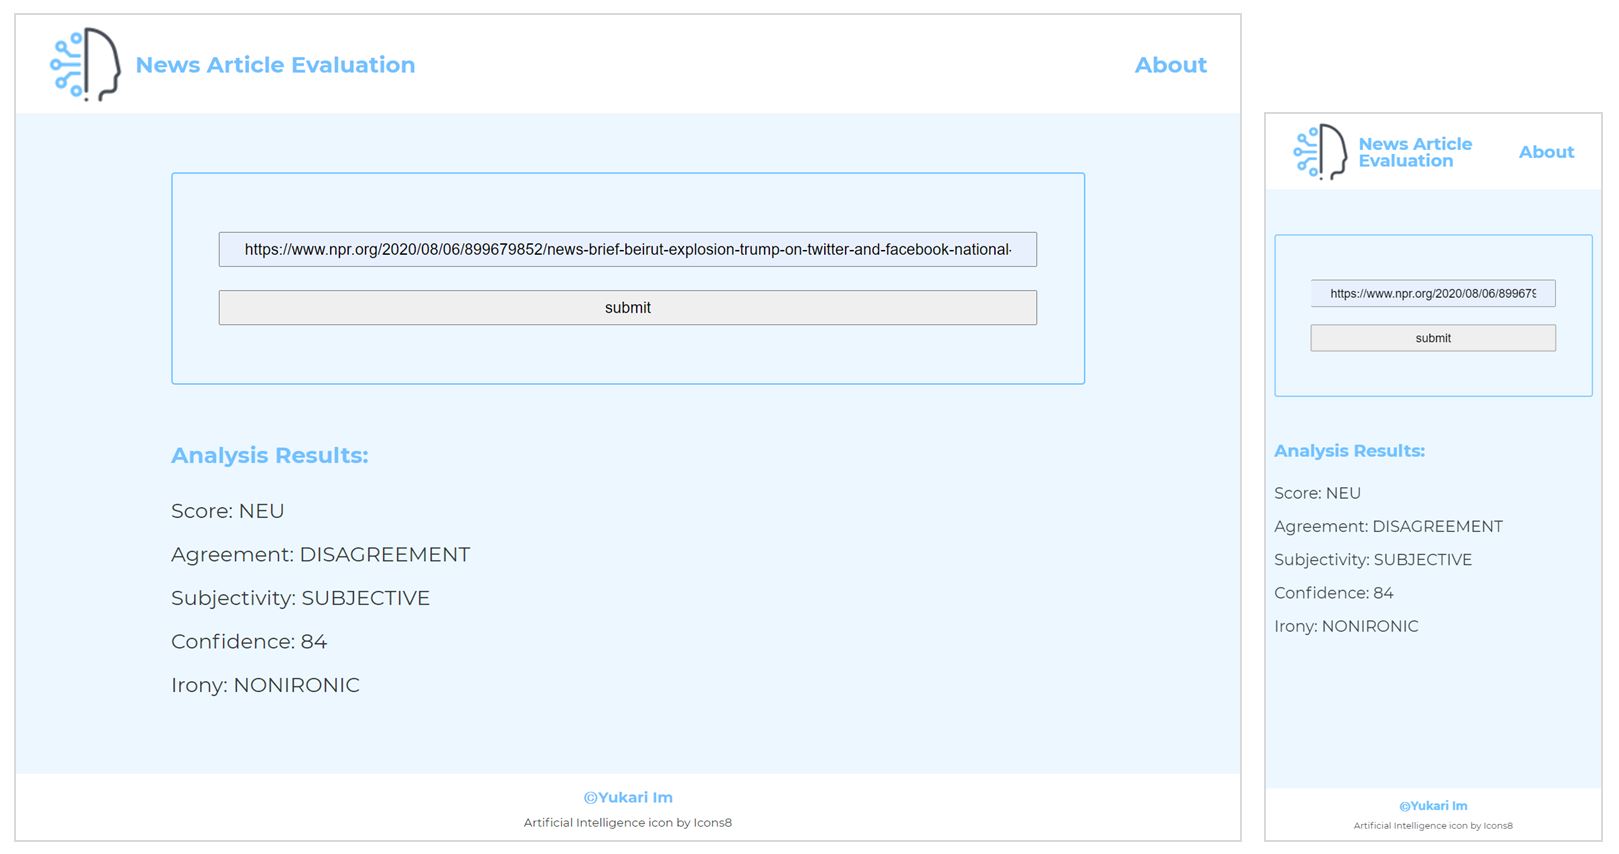 News Article Evaluation
About
https://www.npr.org/2020/08/06/899679852/news-brief-beirut-explosion-trump-on-twitter-and-facebook-national-
submit
Analysis Results:
Score: NEU
Agreement: DISAGREEMENT
Subjectivity: SUBJECTIVE
Confidence: 84
Irony: NONIRONIC
©Yukari Im
Artificial Intelligence icon by Icons8
News Article
Evaluation
About
https://www.npr.org/2020/08/06/899679
submit
Analysis Results:
Score: NEU
Agreement: DISAGREEMENT
Subjectivity: SUBJECTIVE
Confidence: 84
Irony: NONIRONIC
©Yukari Im
Artificial Intelligence icon by Icons8